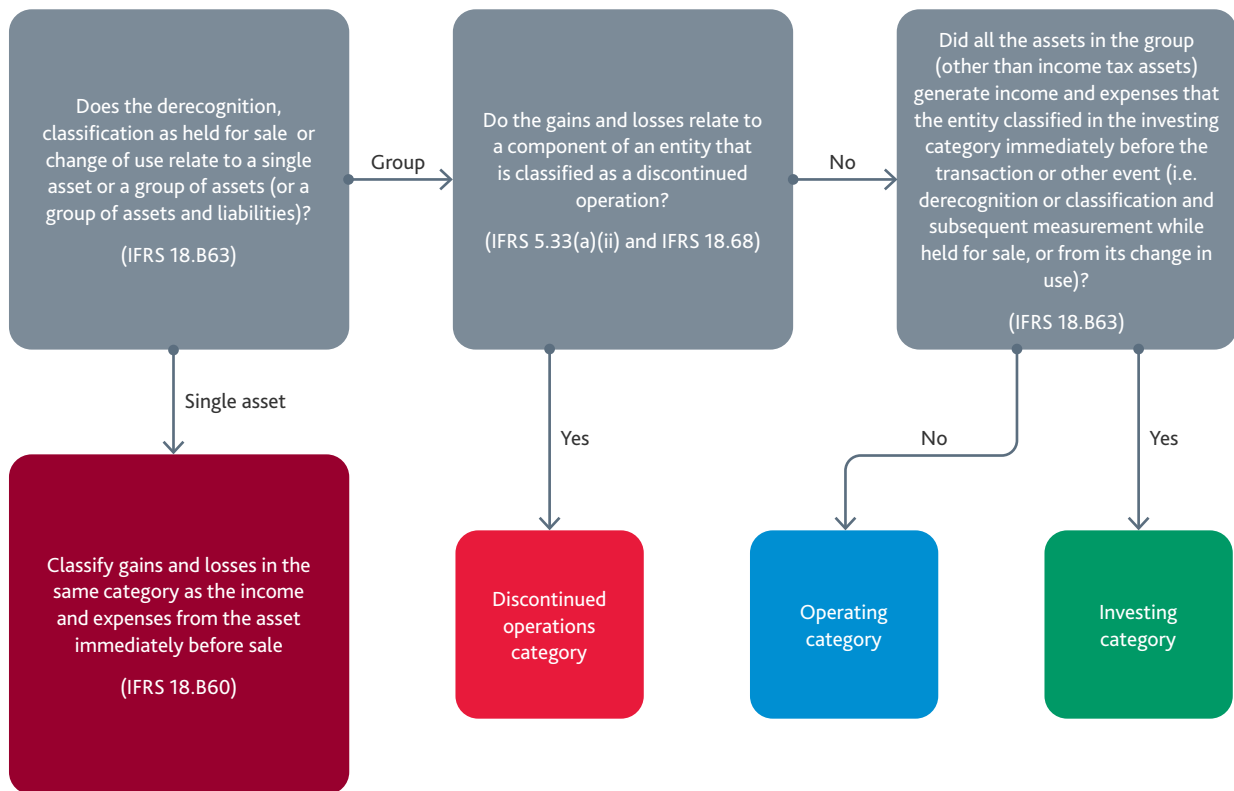 Does the derecognition,
classification as held for sale or
change of use relate to a single
asset or a group of assets (or a
group of assets and liabilities)?
(IFRS 18.B63)
Group
Do the gains and losses relate to
a component of an entity that
is classified as a discontinued
operation?
(IFRS 5.33(a)(ii) and IFRS 18.68)
No
Did all the assets in the group
(other than income tax assets)
generate income and expenses that
the entity classified in the investing
category immediately before the
transaction or other event (i.e.
derecognition or classification and
subsequent measurement while
held for sale, or from its change in
use)?
(IFRS 18.B63)
Single asset
Yes
No
Yes
Classify gains and losses in the
same category as the income
and expenses from the asset
immediately before sale
(IFRS 18.B60)
Discontinued
operations
category
Operating
category
Investing
category